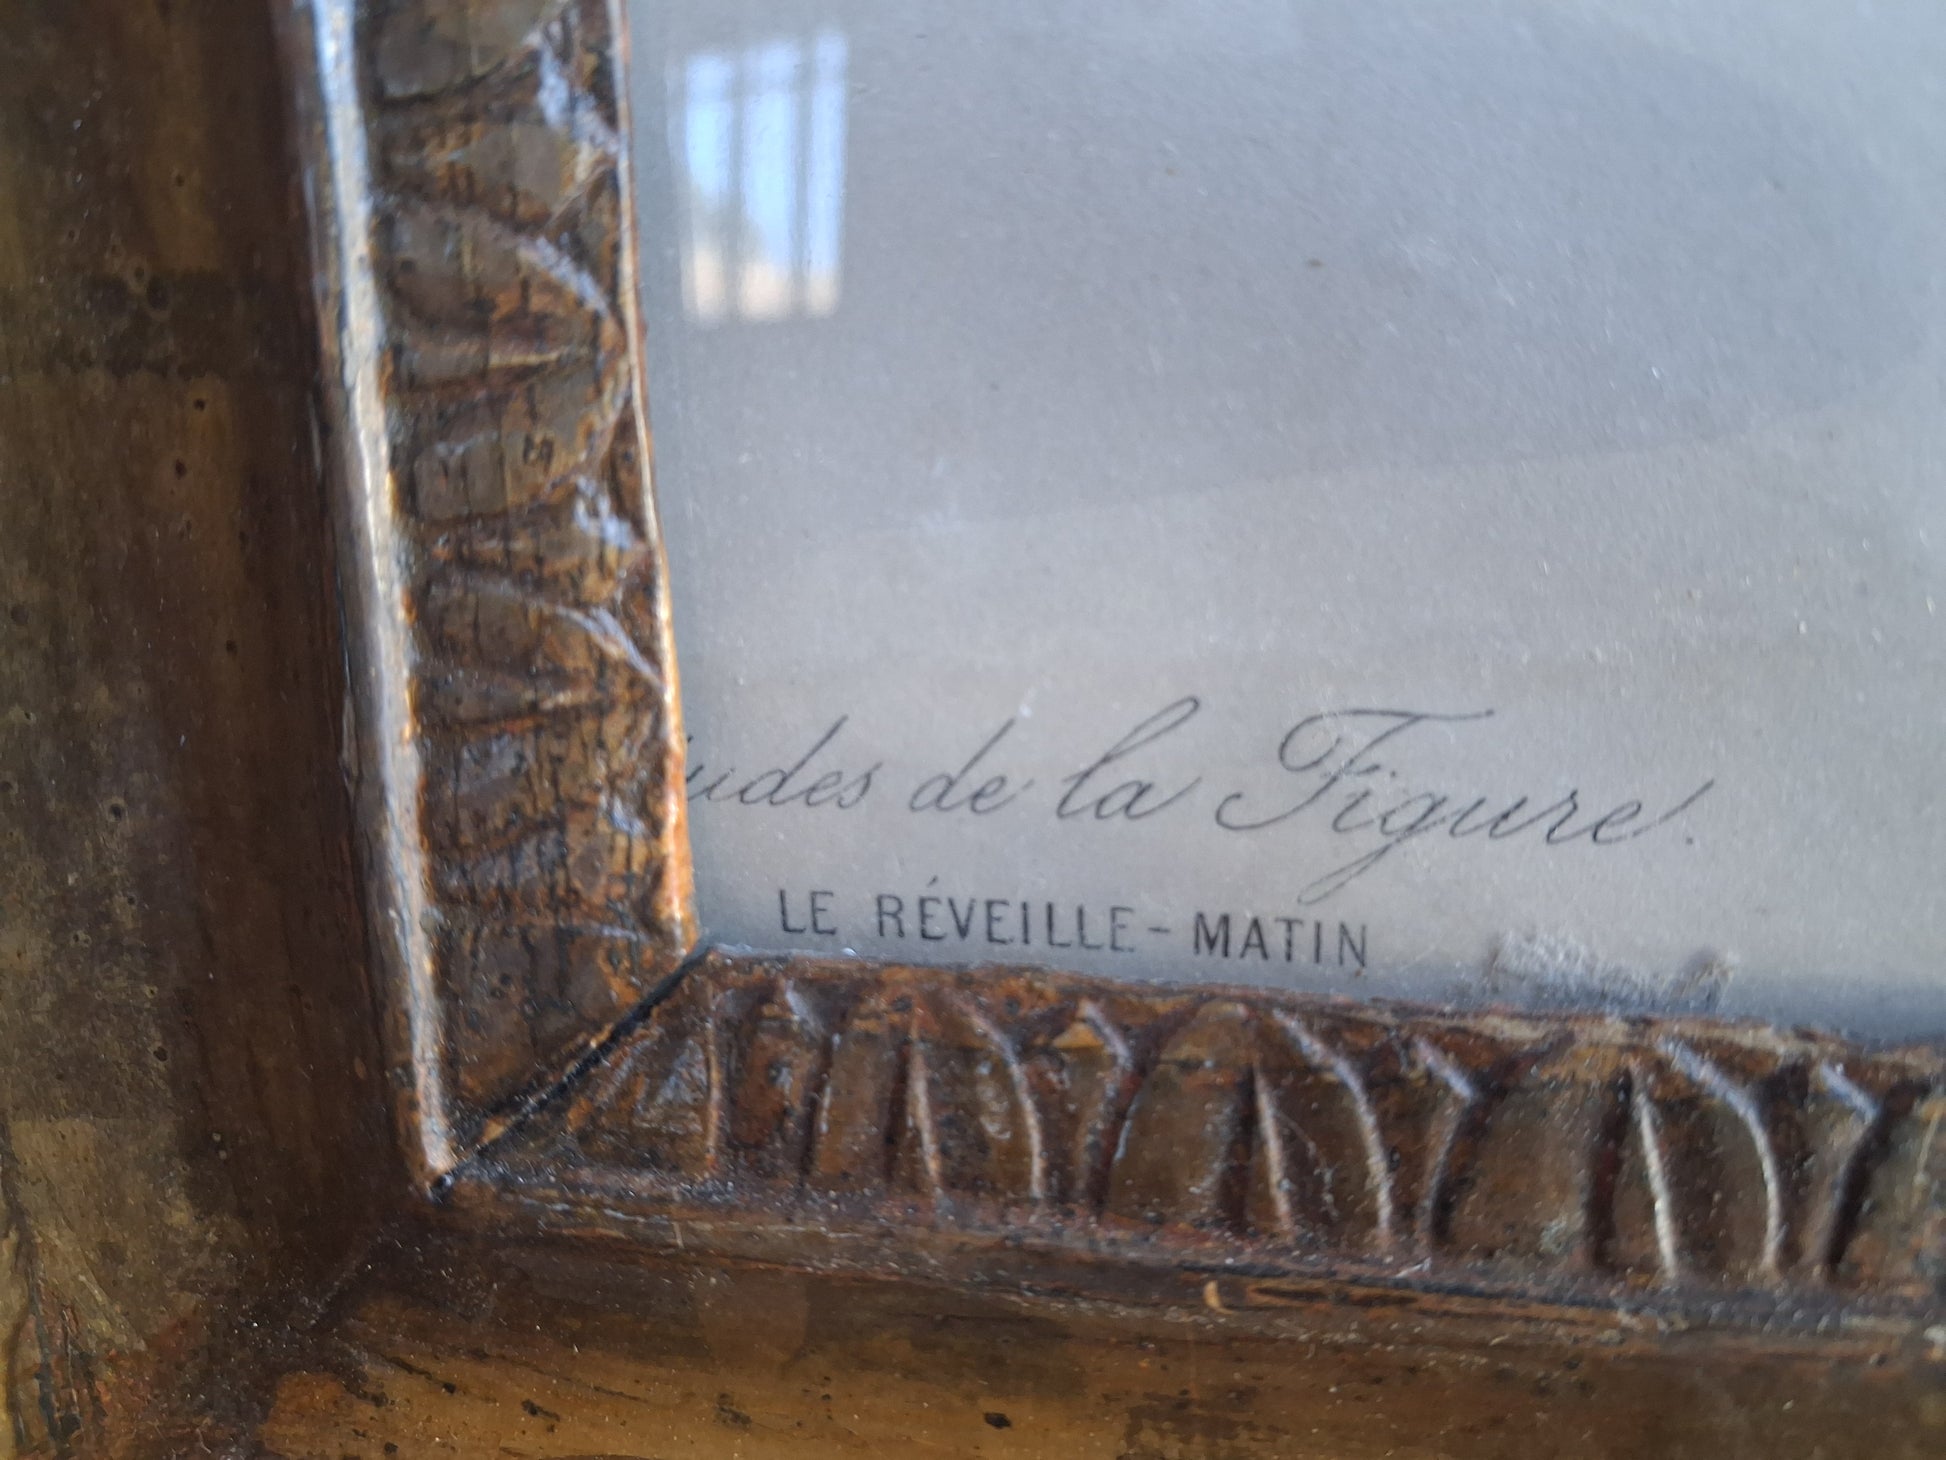 udes de la Figure.
LE RÉVEILLE-MATIN